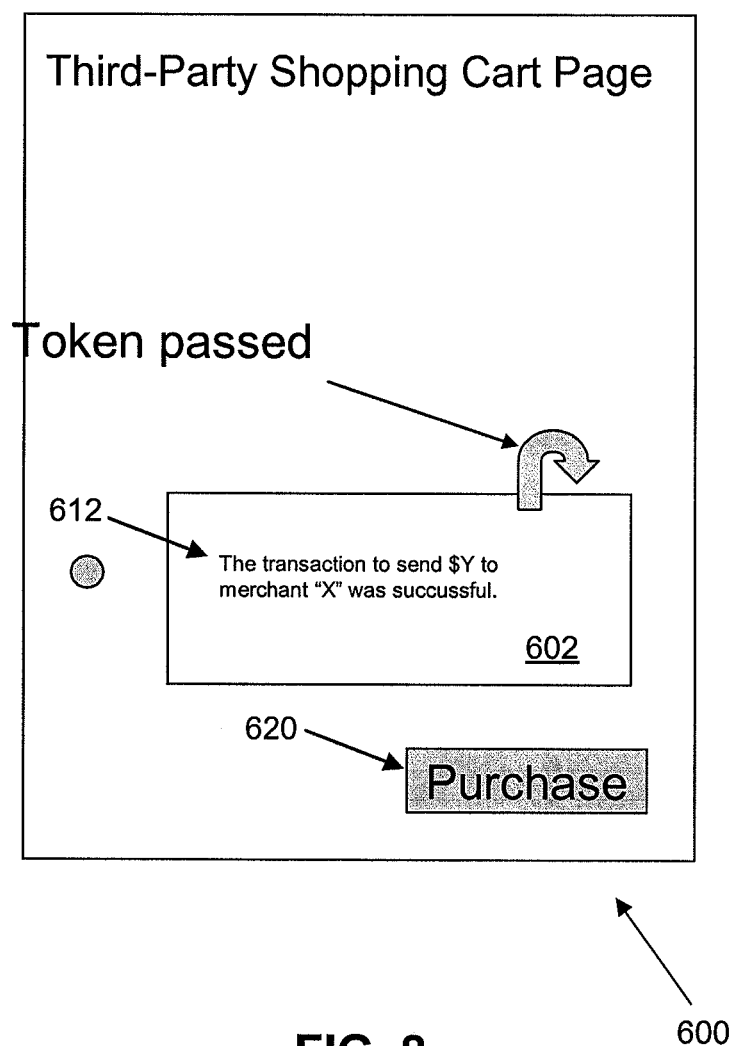 Third-Party Shopping Cart Page
Token passed
612
The transaction to send $Y to
merchant “X” was succussful.
602
620
Purchase
600
FIG. 8